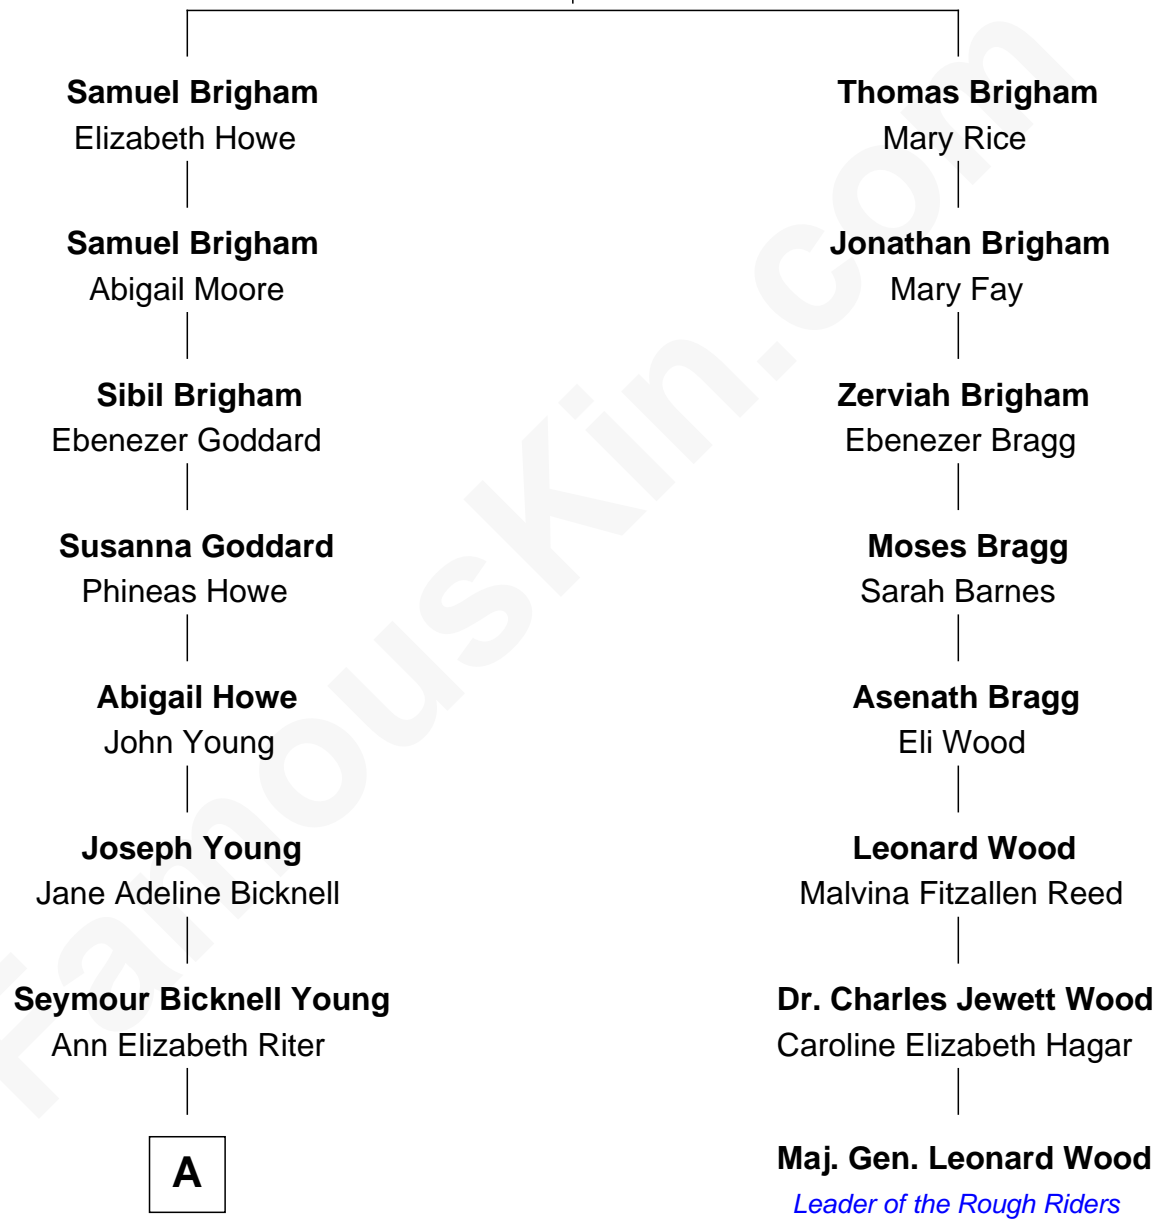 Samuel Brigham
Elizabeth Howe
Samuel Brigham
Abigail Moore
Sibil Brigham
Ebenezer Goddard
Susanna Goddard
Phineas Howe
Abigail Howe
John Young
Joseph Young
Jane Adeline Bicknell
Seymour Bicknell Young
Ann Elizabeth Riter
A
Thomas Brigham
Mary Rice
Jonathan Brigham
Mary Fay
Zerviah Brigham
Ebenezer Bragg
Moses Bragg
Sarah Barnes
Asenath Bragg
Eli Wood
Leonard Wood
Malvina Fitzallen Reed
Dr. Charles Jewett Wood
Caroline Elizabeth Hagar
Maj. Gen. Leonard Wood
Leader of the Rough Riders
FamousKin.com